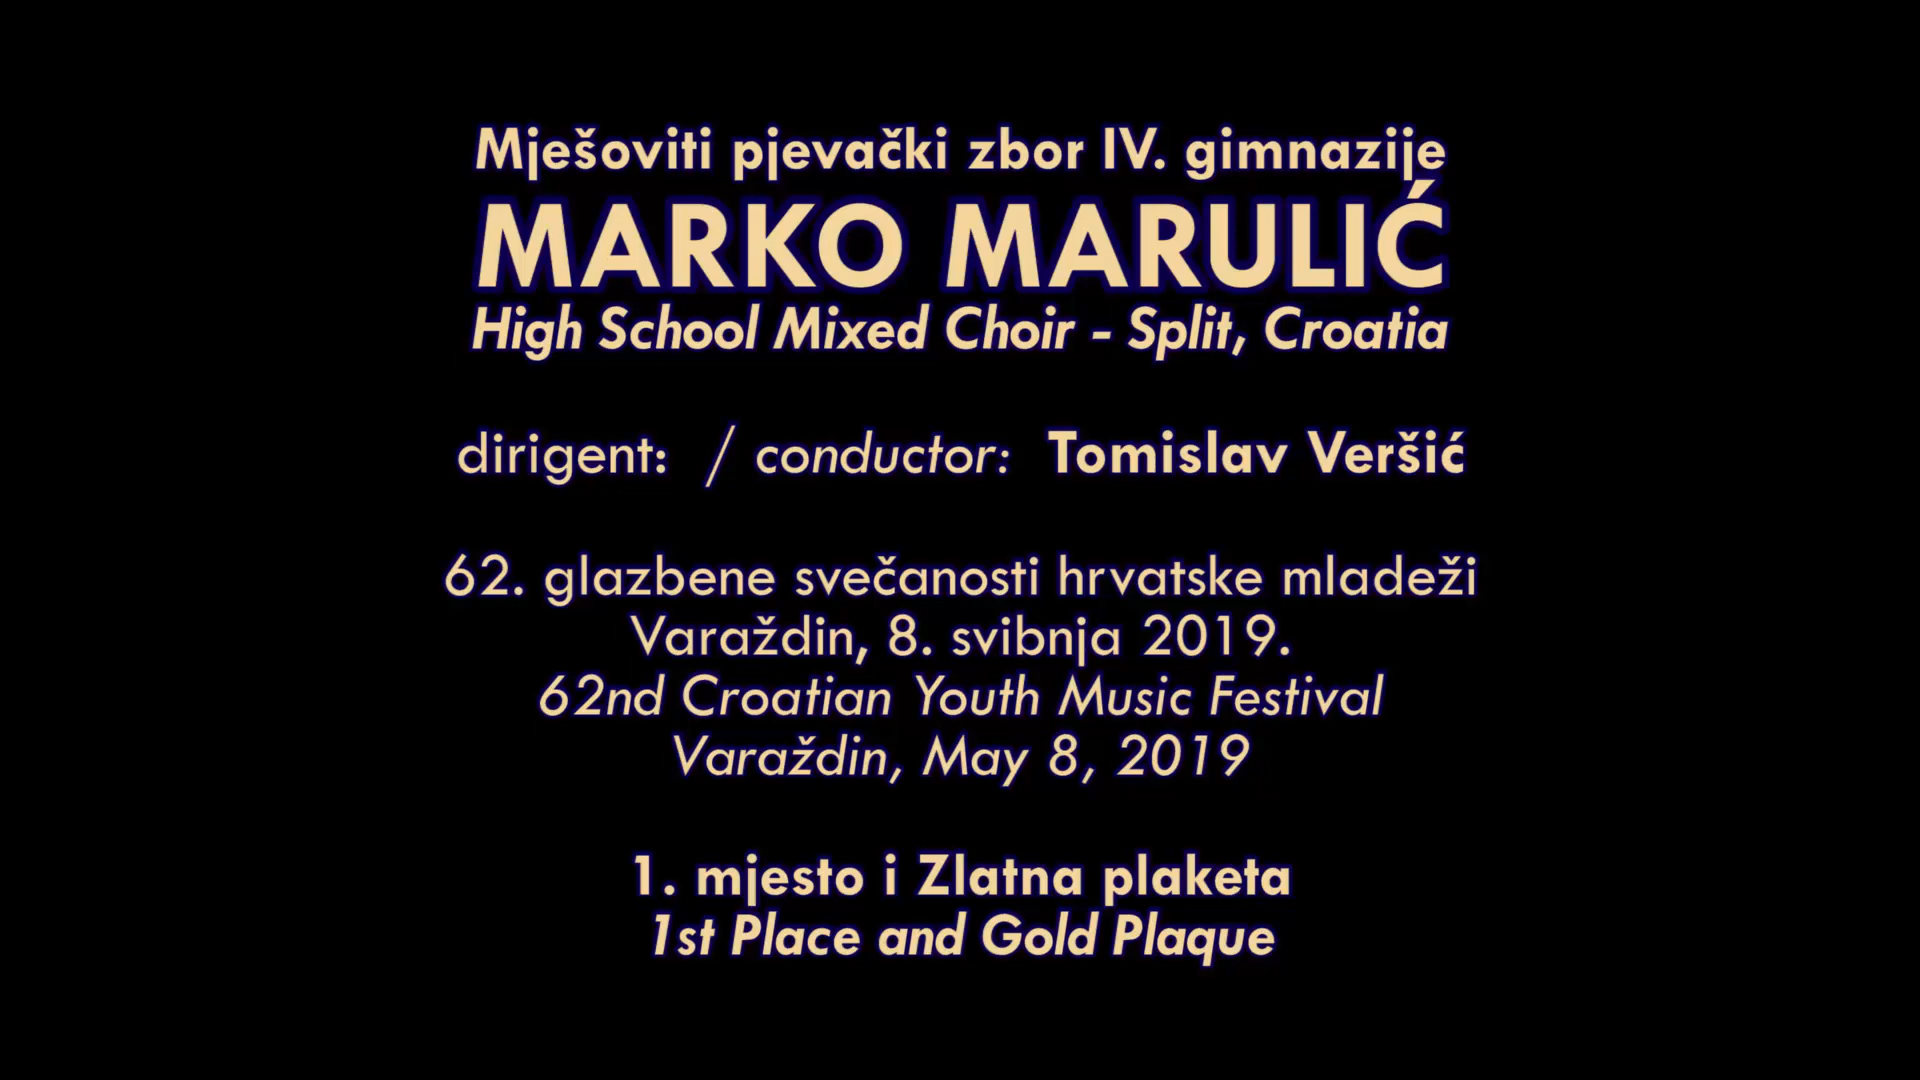 Mješoviti pjevački zbor IV. gimnazije
MARKO MARULIĆ
High School Mixed Choir - Split, Croatia
dirigent: / conductor: Tomislav Veršić
62. glazbene svečanosti hrvatske mladeži
Varaždin, 8. svibnja 2019.
62nd Croatian Youth Music Festival
Varaždin, May 8, 2019
1. mjesto i Zlatna plaketa
1st Place and Gold Plaque